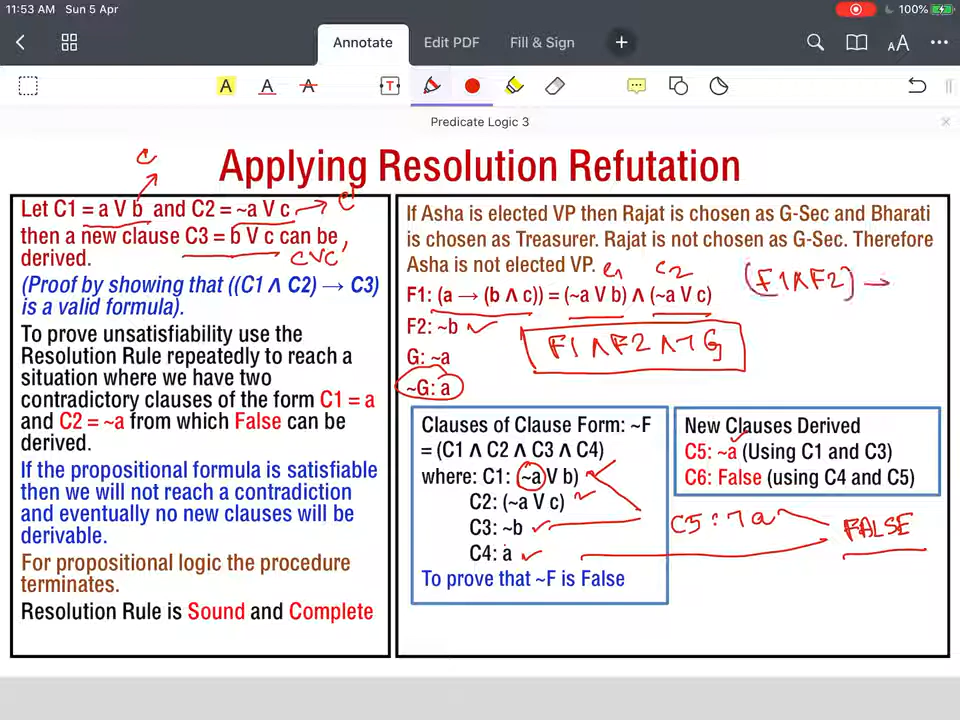 11:53 AM Sun 5 Apr
100%
Annotate
Edit PDF
Fill & Sign
Predicate Logic 3
Applying Resolution Refutation
C
Let C1 = a V b and C2 = ~a V c
C'
then a new clause C3 = b V c can be
derived.
C V C'
(Proof by showing that ((C1 Λ C2) → C3)
is a valid formula).
To prove unsatisfiability use the
Resolution Rule repeatedly to reach a
situation where we have two
contradictory clauses of the form C1 = a
and C2 = ~a from which False can be
derived.
If the propositional formula is satisfiable
then we will not reach a contradiction
and eventually no new clauses will be
derivable.
For propositional logic the procedure
terminates.
Resolution Rule is Sound and Complete
If Asha is elected VP then Rajat is chosen as G-Sec and Bharati
is chosen as Treasurer. Rajat is not chosen as G-Sec. Therefore
Asha is not elected VP.
C1 C2
F1: (a → (b Λ c)) = (~a V b) Λ (~a V c)
(F1 Λ F2) →
F2: ~b
F1 Λ F2 Λ ¬G
G: ~a
~G: a
Clauses of Clause Form: ~F
= (C1 Λ C2 Λ C3 Λ C4)
where: C1: (~a V b)
C2: (~a V c)
C3: ~b
C4: a
To prove that ~F is False
New Clauses Derived
C5: ~a (Using C1 and C3)
C6: False (using C4 and C5)
C5: ¬a
FALSE